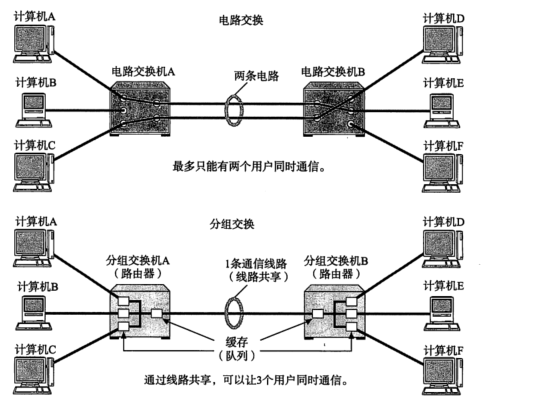 电路交换
计算机A
计算机B
计算机C
电路交换机A
两条电路
电路交换机B
计算机D
计算机E
计算机F
最多只能有两个用户同时通信。
分组交换
计算机A
计算机B
计算机C
分组交换机A
（路由器）
1条通信线路
（线路共享）
分组交换机B
（路由器）
计算机D
计算机E
计算机F
缓存
（队列）
通过线路共享，可以让3个用户同时通信。